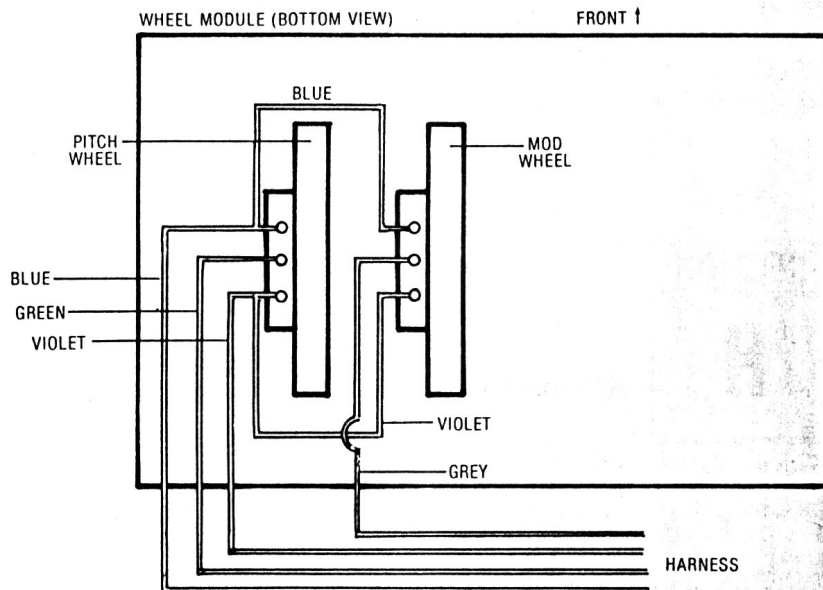 WHEEL MODULE (BOTTOM VIEW)
FRONT ↑
BLUE
PITCH
WHEEL
MOD
WHEEL
BLUE
GREEN
VIOLET
VIOLET
GREY
HARNESS